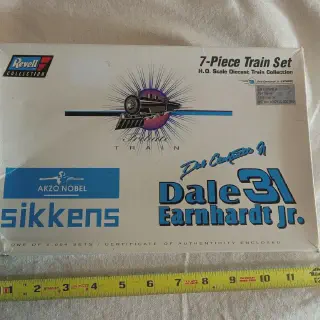 Revell
COLLECTION
7-Piece Train Set
H.O. Scale Diecast Train Collection
TRAIN
AKZO NOBEL
sikkens
Dale 31
Earnhardt Jr.
CERTIFICATE OF AUTHENTICITY ENCLOSED
1 2 3 4 5 6 7 8 9 10 11